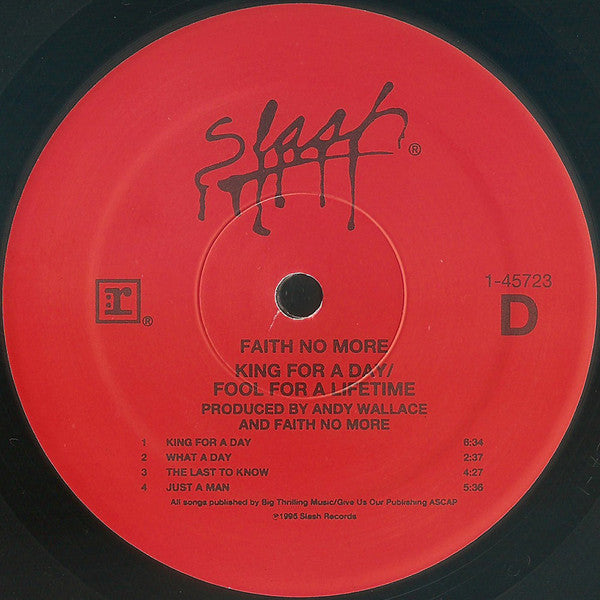 Slash ®
1-45723
r ®
D
FAITH NO MORE
KING FOR A DAY/
FOOL FOR A LIFETIME
PRODUCED BY ANDY WALLACE
AND FAITH NO MORE
1 KING FOR A DAY 6:34
2 WHAT A DAY 2:37
3 THE LAST TO KNOW 4:27
4 JUST A MAN 5:36
All songs published by Big Thrilling Music/Give Us Our Publishing ASCAP
℗1995 Slash Records